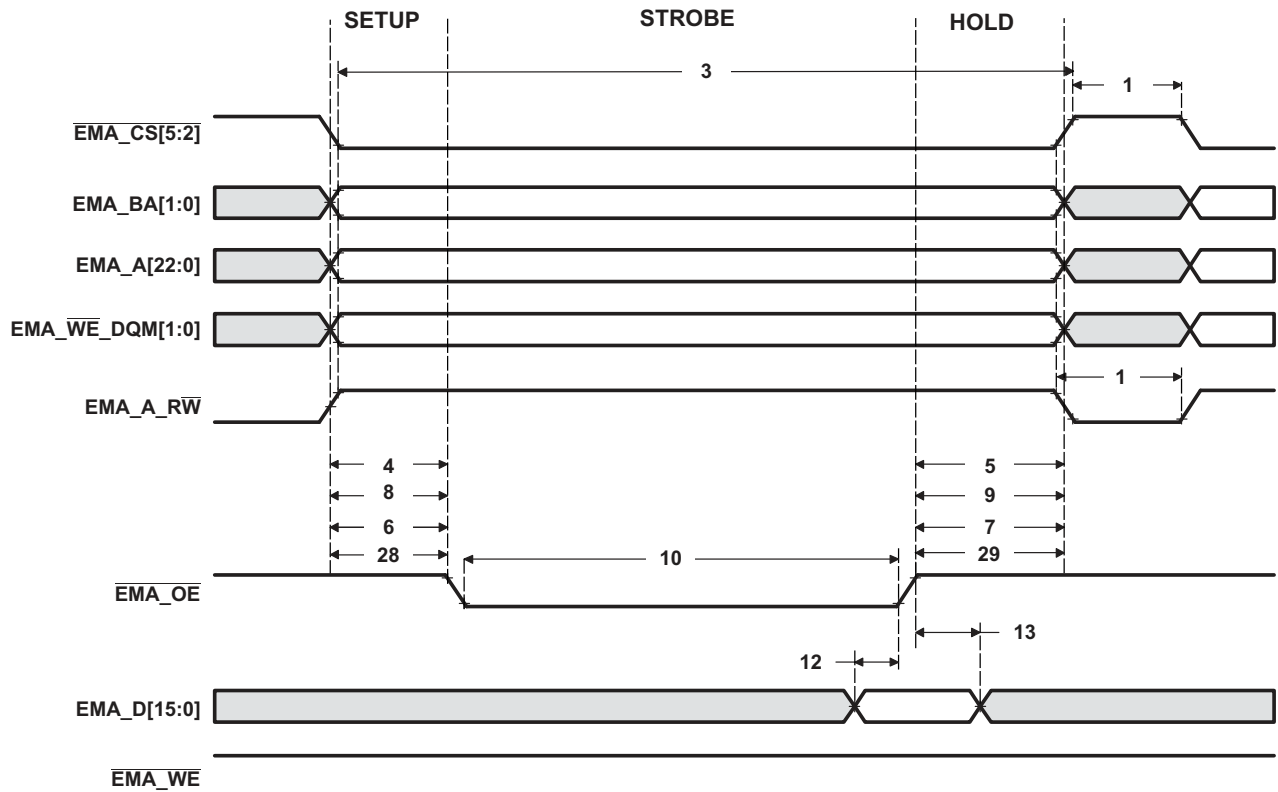 SETUP STROBE HOLD
3
1
EMA_CS[5:2]
EMA_BA[1:0]
EMA_A[22:0]
EMA_WE_DQM[1:0]
1
EMA_A_RW
4 5
8 9
6 7
28 10 29
EMA_OE
13
12
EMA_D[15:0]
EMA_WE